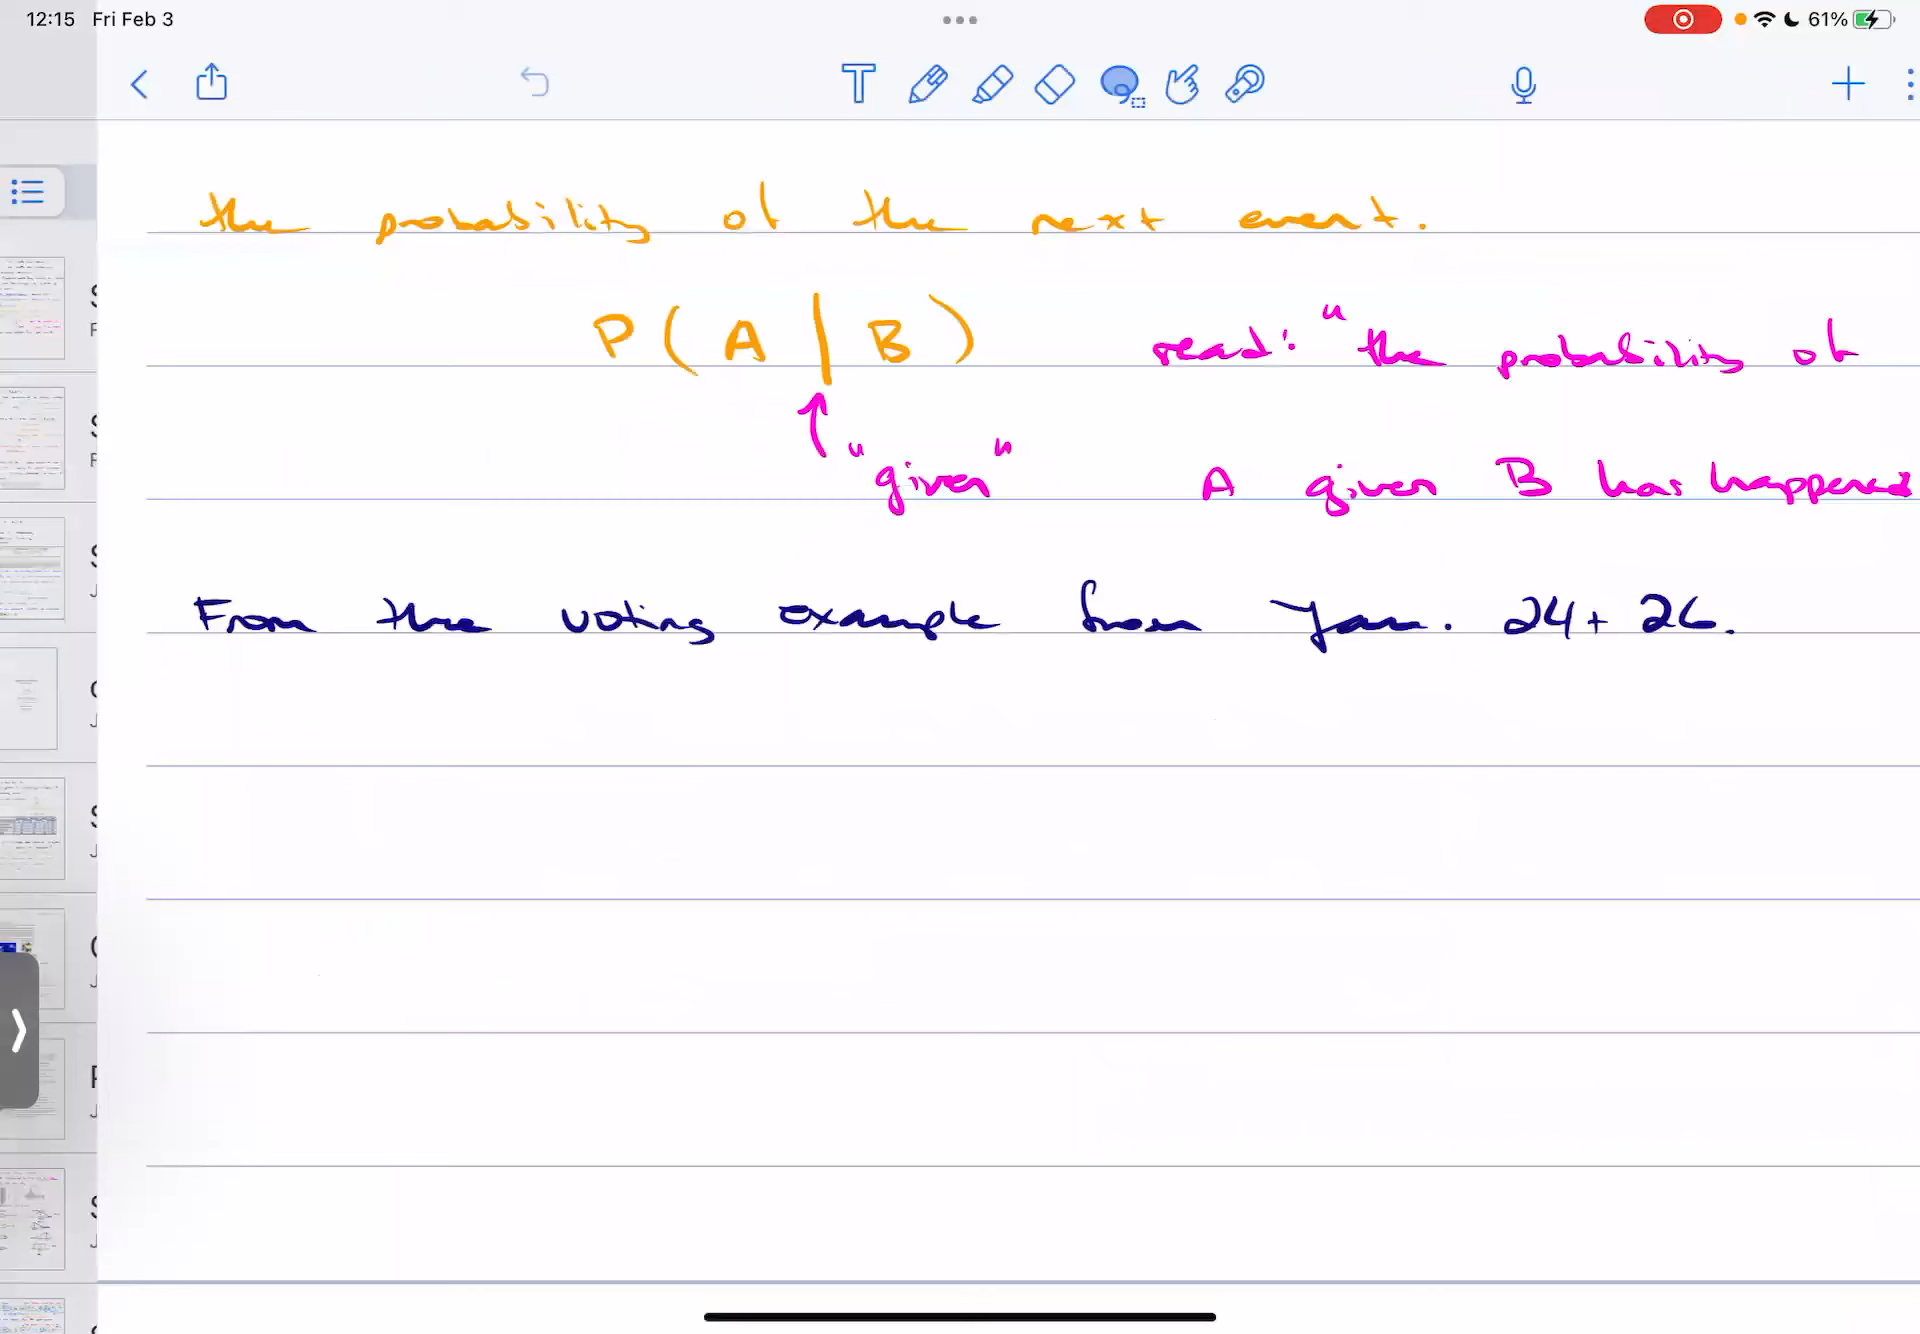 12:15 Fri Feb 3
61%
the probability of the next event.
P(A | B) read: "the probability of
"given" A given B has happened
From the voting example from Jan. 24 + 26.